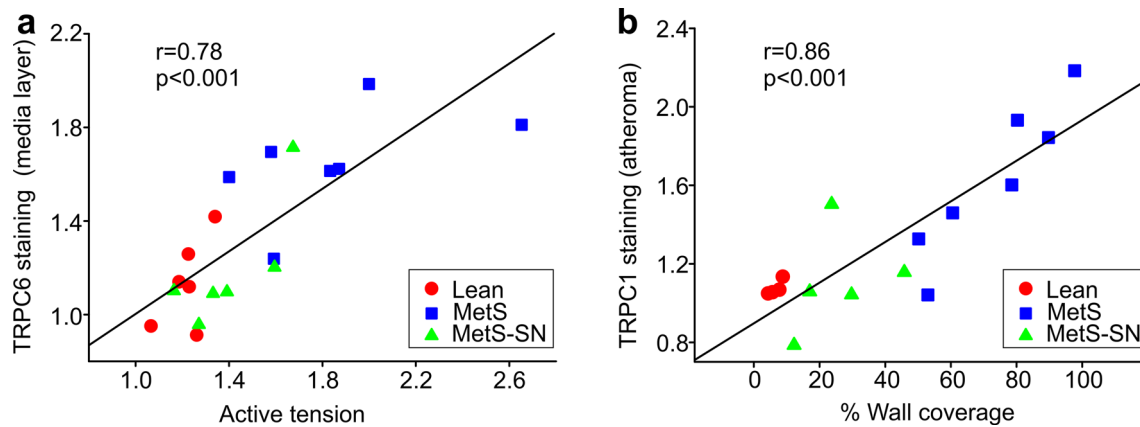 a
r=0.78
p<0.001
TRPC6 staining (media layer)
2.2
1.8
1.4
1.0
Lean
MetS
MetS-SN
1.0 1.4 1.8 2.2 2.6
Active tension
b
r=0.86
p<0.001
TRPC1 staining (atheroma)
2.4
2.0
1.6
1.2
0.8
Lean
MetS
MetS-SN
0 20 40 60 80 100
% Wall coverage